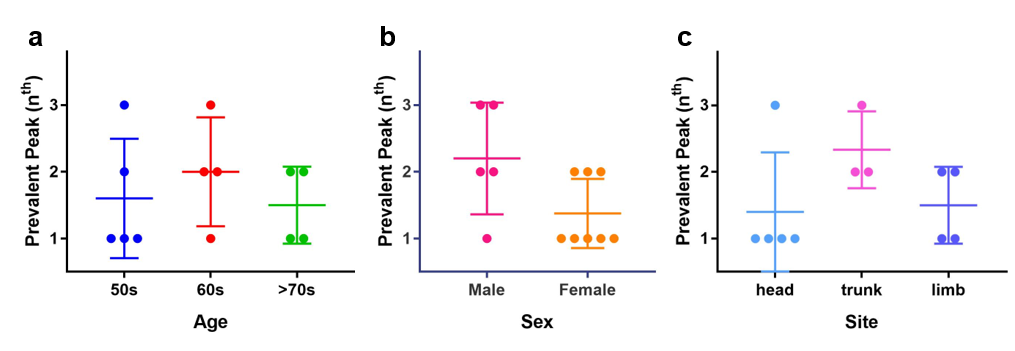 a
Prevalent Peak (nth)
3
2
1
50s 60s >70s
Age
b
Prevalent Peak (nth)
3
2
1
Male Female
Sex
c
Prevalent Peak (nth)
3
2
1
head trunk limb
Site